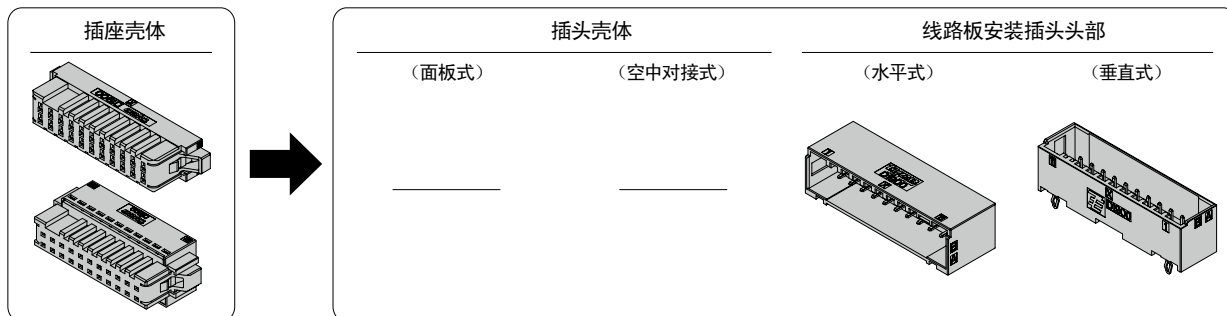 插座壳体
插头壳体
线路板安装插头头部
（面板式）
（空中对接式）
（水平式）
（垂直式）